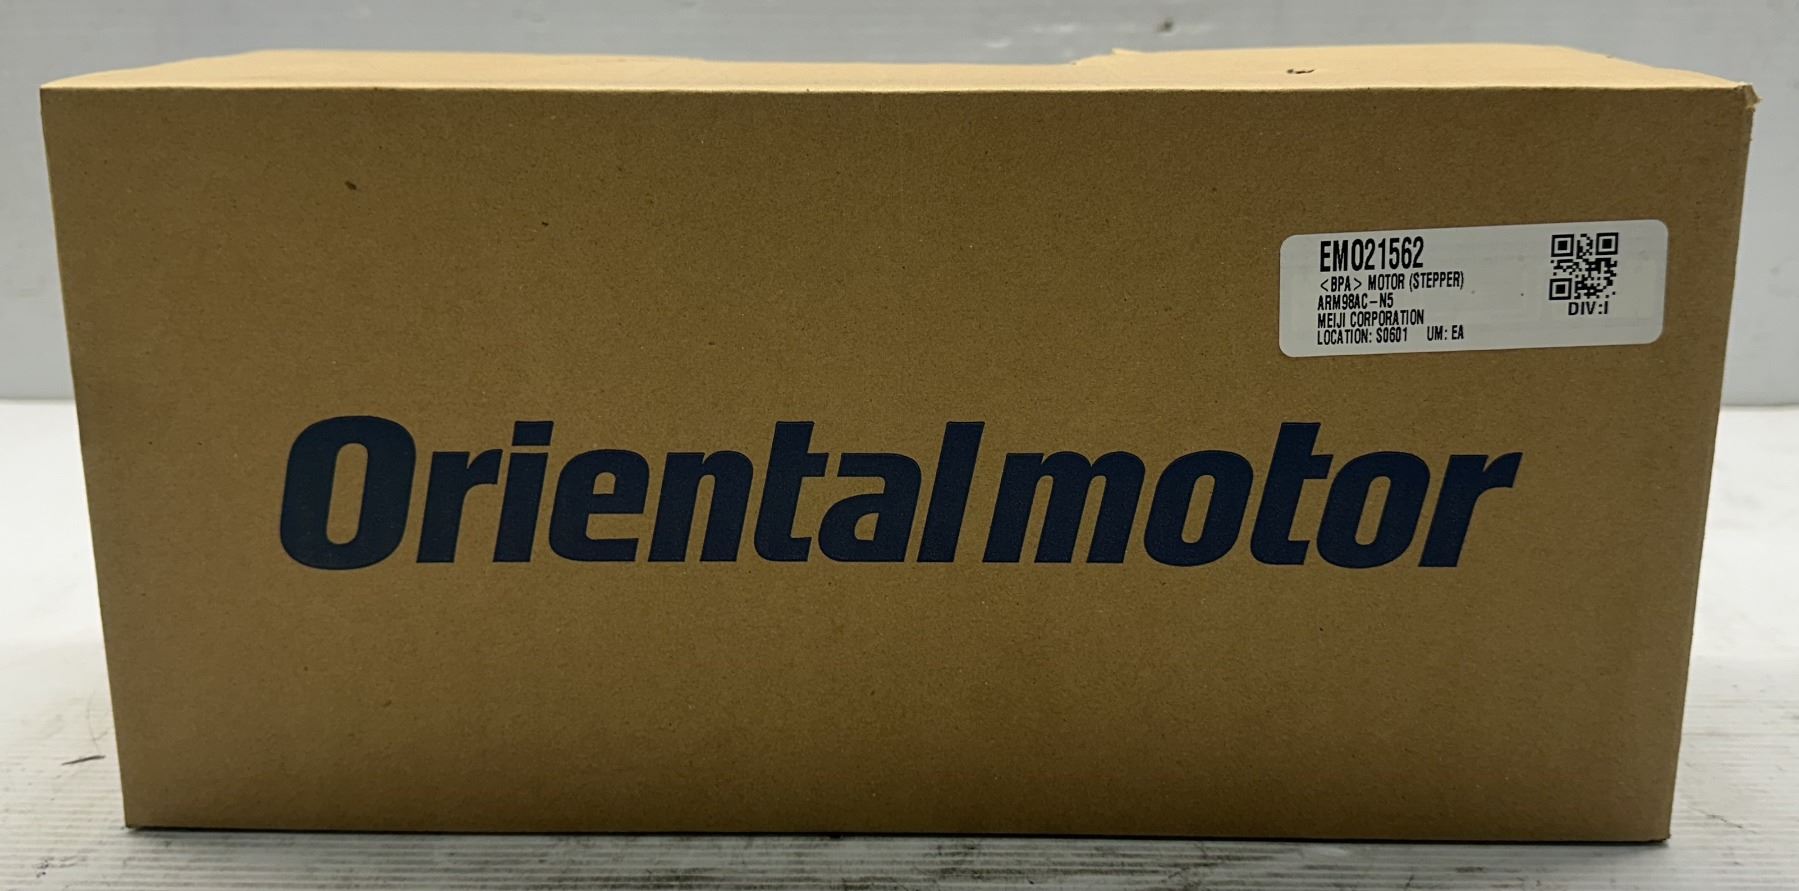 EM021562
<BPA> MOTOR (STEPPER)
ARM98AC-N5
MEIJI CORPORATION
LOCATION: S0601 UM: EA
DIV:I
Orientalmotor